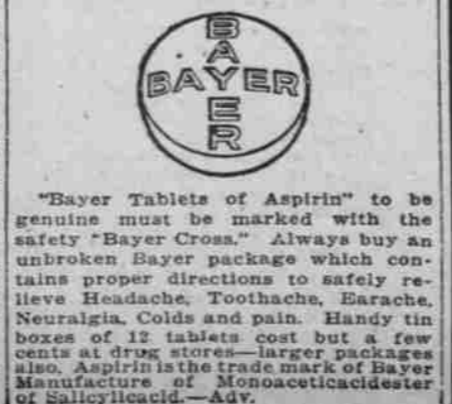 BAYER
BAYER
"Bayer Tablets of Aspirin" to be
genuine must be marked with the
safety "Bayer Cross." Always buy an
unbroken Bayer package which con-
tains proper directions to safely re-
lieve Headache, Toothache, Earache,
Neuralgia, Colds and pain. Handy tin
boxes of 12 tablets cost but a few
cents at drug stores—larger packages
also. Aspirin is the trade mark of Bayer
Manufacture of Monoaceticacidester
of Salicylicacid.—Adv.